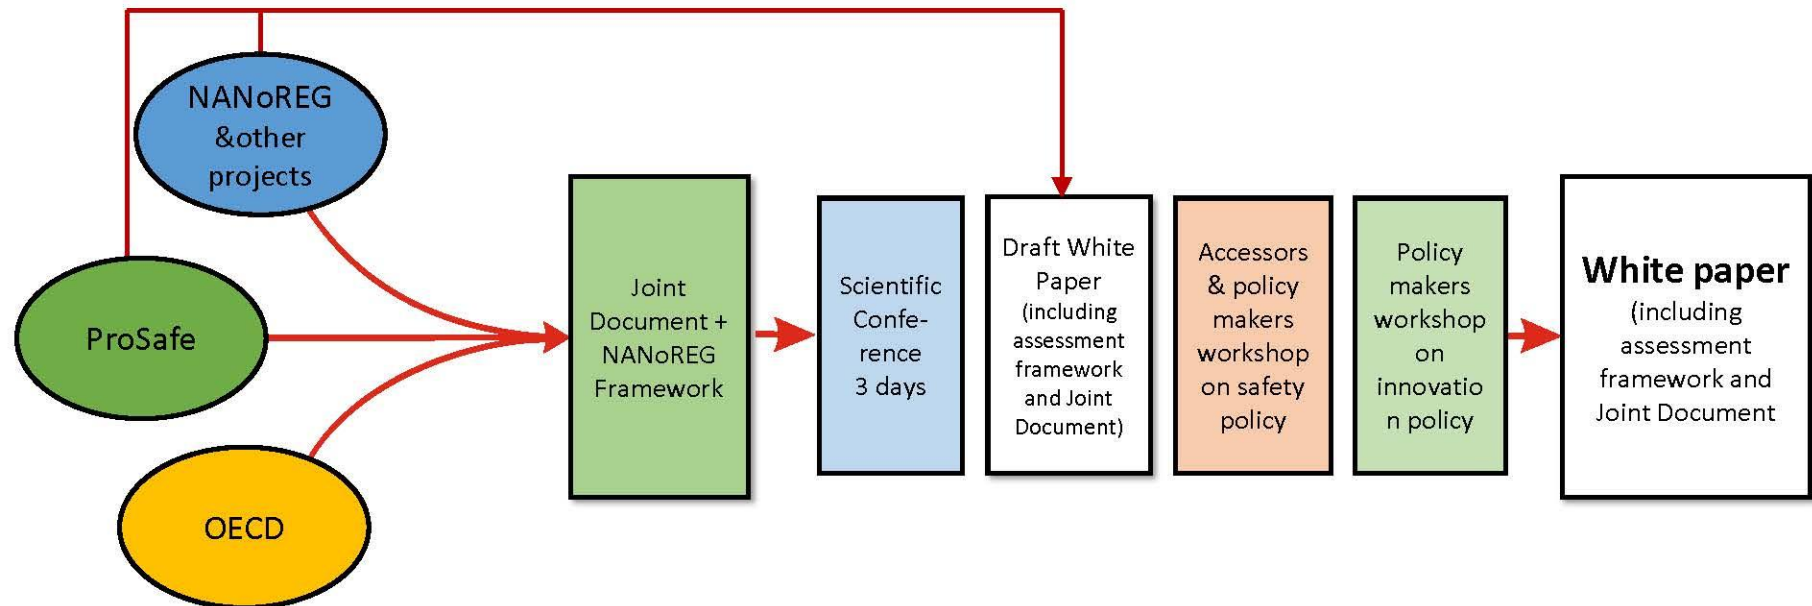 NANoREG
&other
projects
ProSafe
OECD
Joint
Document +
NANoREG
Framework
Scientific
Confe-
rence
3 days
Draft White
Paper
(including
assessment
framework
and Joint
Document)
Accessors
& policy
makers
workshop
on safety
policy
Policy
makers
workshop
on
innovatio
n policy
White paper
(including
assessment
framework and
Joint Document